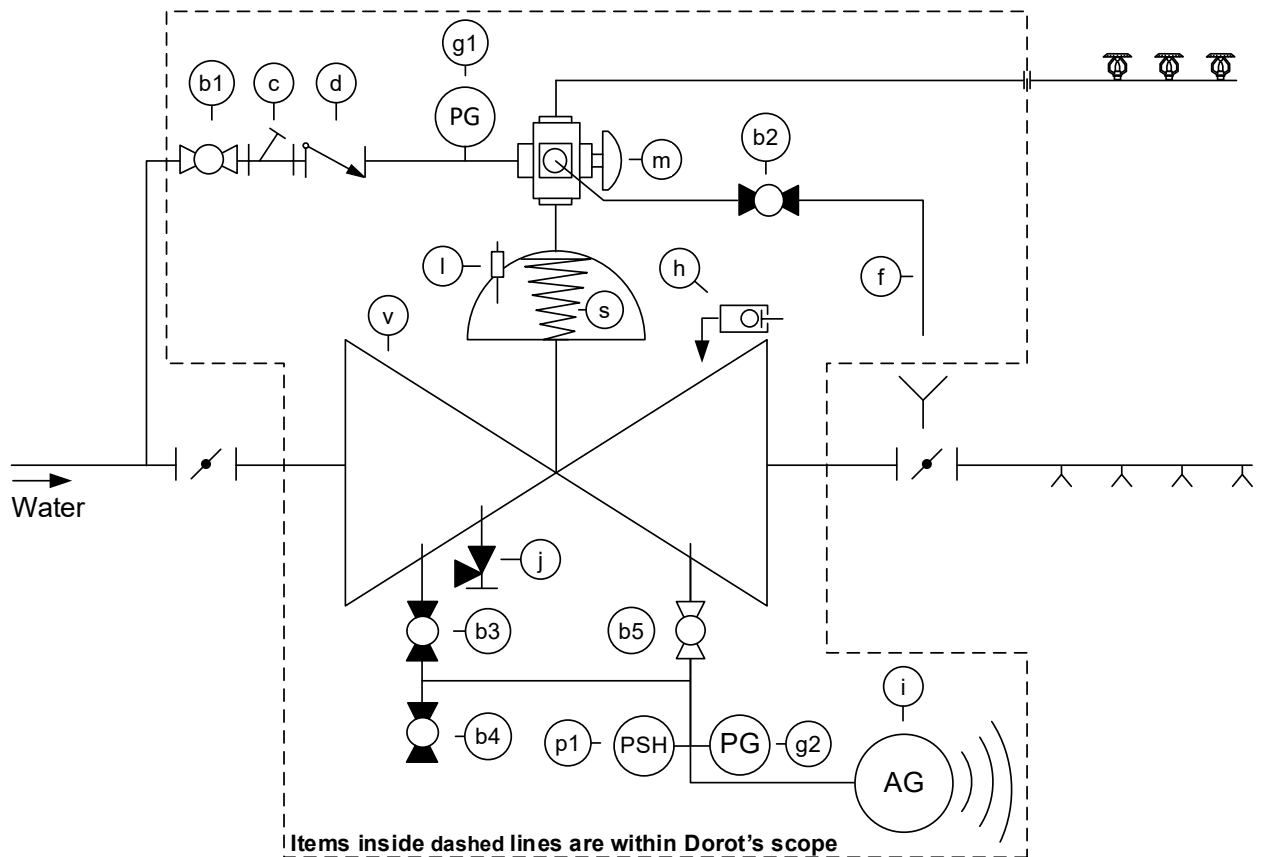 g1
b1
c
d
PG
b2
m
l
h
f
s
v
Water
j
b3
b5
i
b4
p1
PSH
PG
g2
AG
Items inside dashed lines are within Dorot's scope